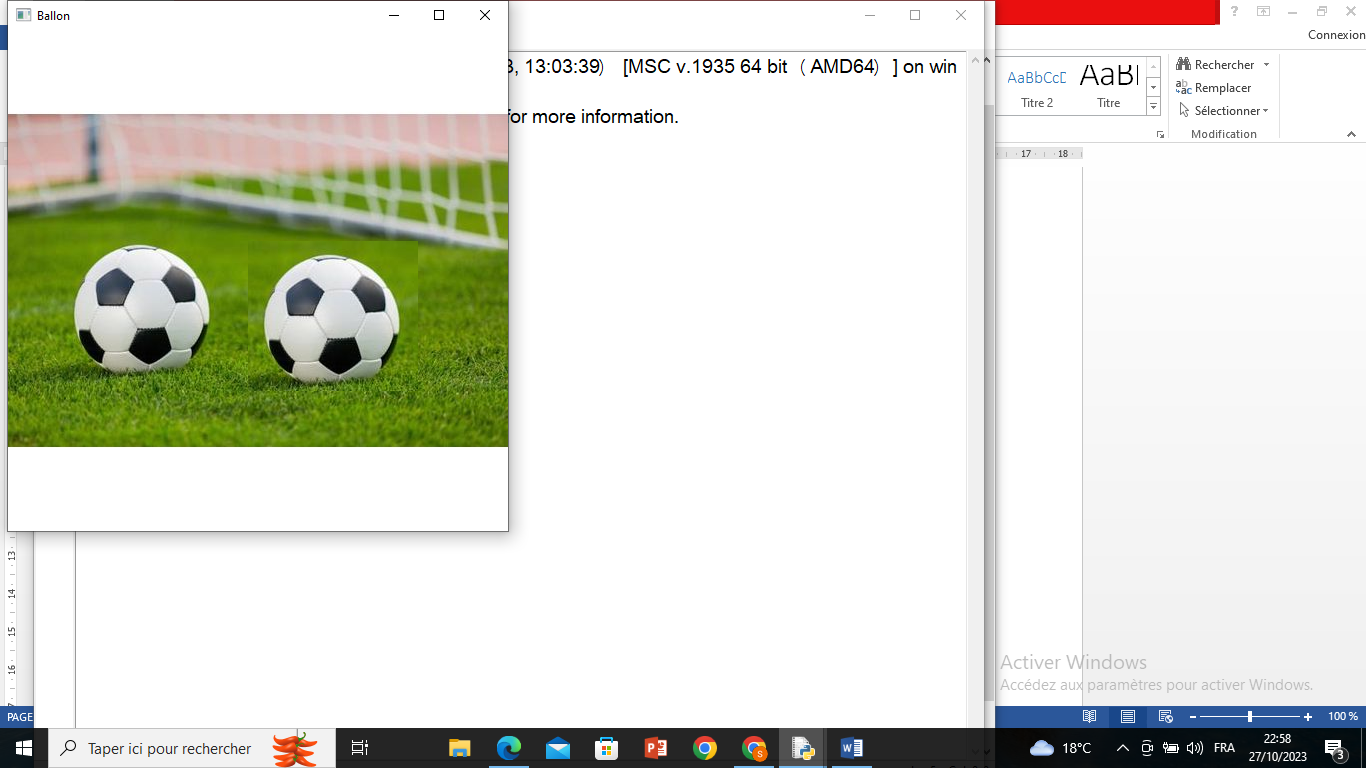 Ballon
Connexion
3, 13:03:39) [MSC v.1935 64 bit (AMD64)] on win
for more information.
AaBbCcD
Titre 2
AaBl
Titre
Rechercher
Remplacer
Sélectionner
Modification
17 18
13
14
15
16
Activer Windows
Accédez aux paramètres pour activer Windows.
PAGE
100 %
Taper ici pour rechercher
18°C
FRA
22:58
27/10/2023
3